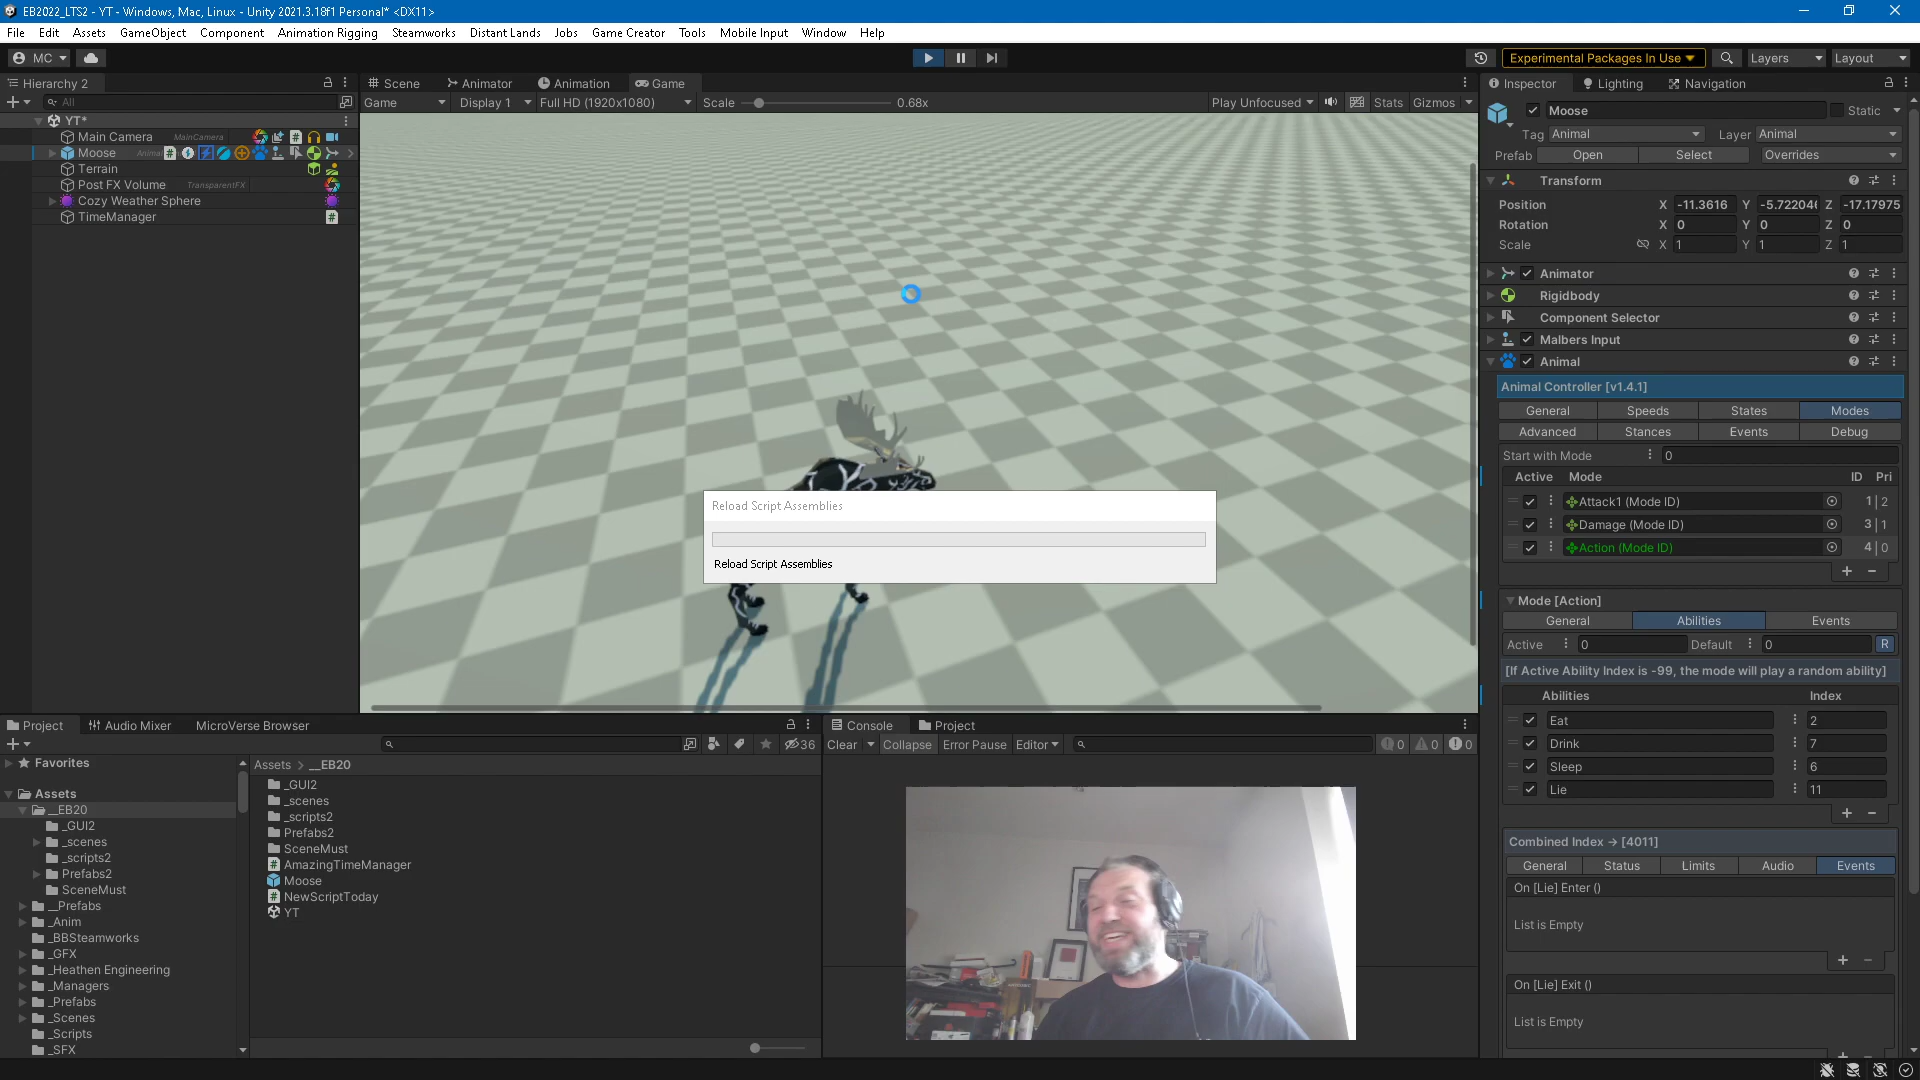 EB2022_LTS2 - YT - Windows, Mac, Linux - Unity 2021.3.18f1 Personal* <DX11>
File Edit Assets GameObject Component Animation Rigging Steamworks Distant Lands Jobs Game Creator Tools Mobile Input Window Help
MC
Experimental Packages In Use
Layers
Layout
Hierarchy 2
All
YT*
Main Camera MainCamera
Moose
Terrain
Post FX Volume TransparentFX
Cozy Weather Sphere
TimeManager
Scene Animator Animation Game
Game Display 1 Full HD (1920x1080) Scale 0.68x Play Unfocused Stats Gizmos
Reload Script Assemblies
Reload Script Assemblies
Inspector Lighting Navigation
Moose Static
Tag Animal Layer Animal
Prefab Open Select Overrides
Transform
Position X -11.3616 Y -5.722046 Z -17.17975
Rotation X 0 Y 0 Z 0
Scale X 1 Y 1 Z 1
Animator
Rigidbody
Component Selector
Malbers Input
Animal
Animal Controller [v1.4.1]
General Speeds States Modes
Advanced Stances Events Debug
Start with Mode 0
Active Mode ID Pri
Attack1 (Mode ID) 1 | 2
Damage (Mode ID) 3 | 1
Action (Mode ID) 4 | 0
Mode [Action]
General Abilities Events
Active 0 Default 0 R
[If Active Ability Index is -99, the mode will play a random ability]
Abilities Index
Eat 2
Drink 7
Sleep 6
Lie 11
Combined Index -> [4011]
General Status Limits Audio Events
On [Lie] Enter ()
List is Empty
On [Lie] Exit ()
List is Empty
Project Audio Mixer MicroVerse Browser
36
Favorites
Assets
__EB20
_GUI2
_scenes
_scripts2
Prefabs2
SceneMust
__Prefabs
_Anim
_BBSteamworks
_GFX
_Heathen Engineering
_Managers
_Prefabs
_Scenes
_Scripts
_SFX
Assets > __EB20
_GUI2
_scenes
_scripts2
Prefabs2
SceneMust
AmazingTimeManager
Moose
NewScriptToday
YT
Console Project
Clear Collapse Error Pause Editor 0 0 0